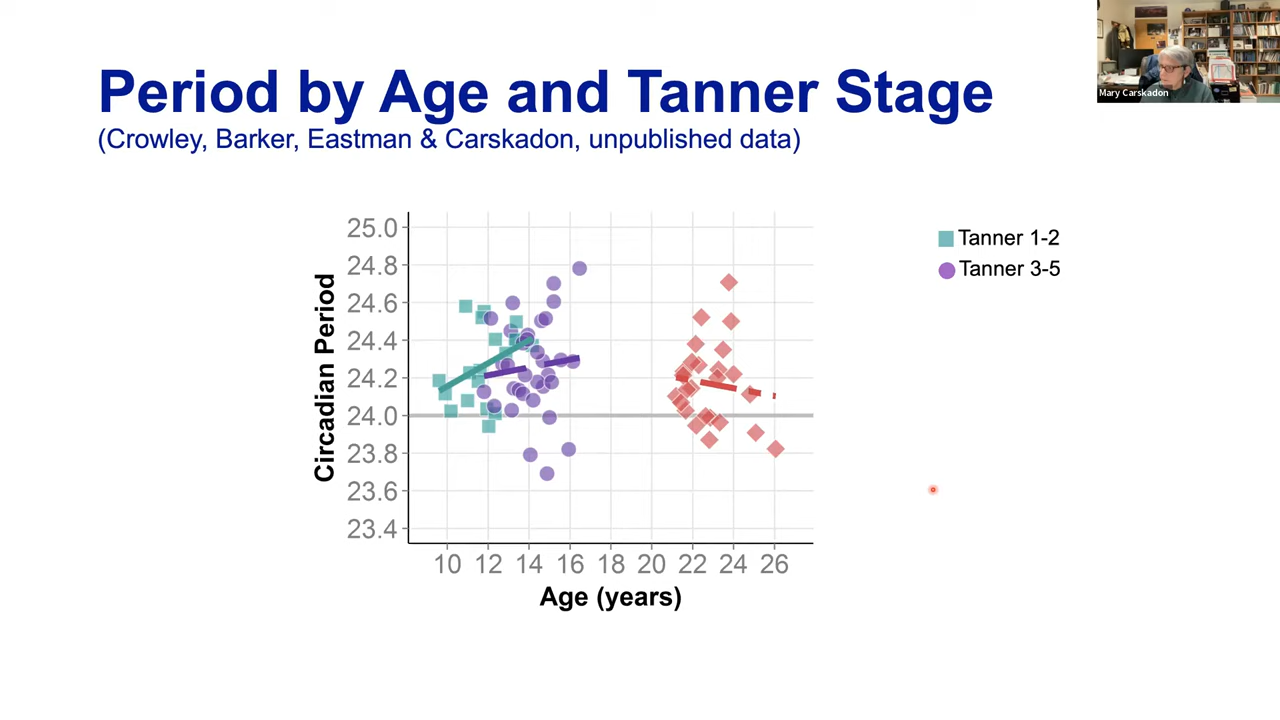 Period by Age and Tanner Stage
(Crowley, Barker, Eastman & Carskadon, unpublished data)
Mary Carskadon
Tanner 1-2
Tanner 3-5
Circadian Period
25.0
24.8
24.6
24.4
24.2
24.0
23.8
23.6
23.4
10 12 14 16 18 20 22 24 26
Age (years)